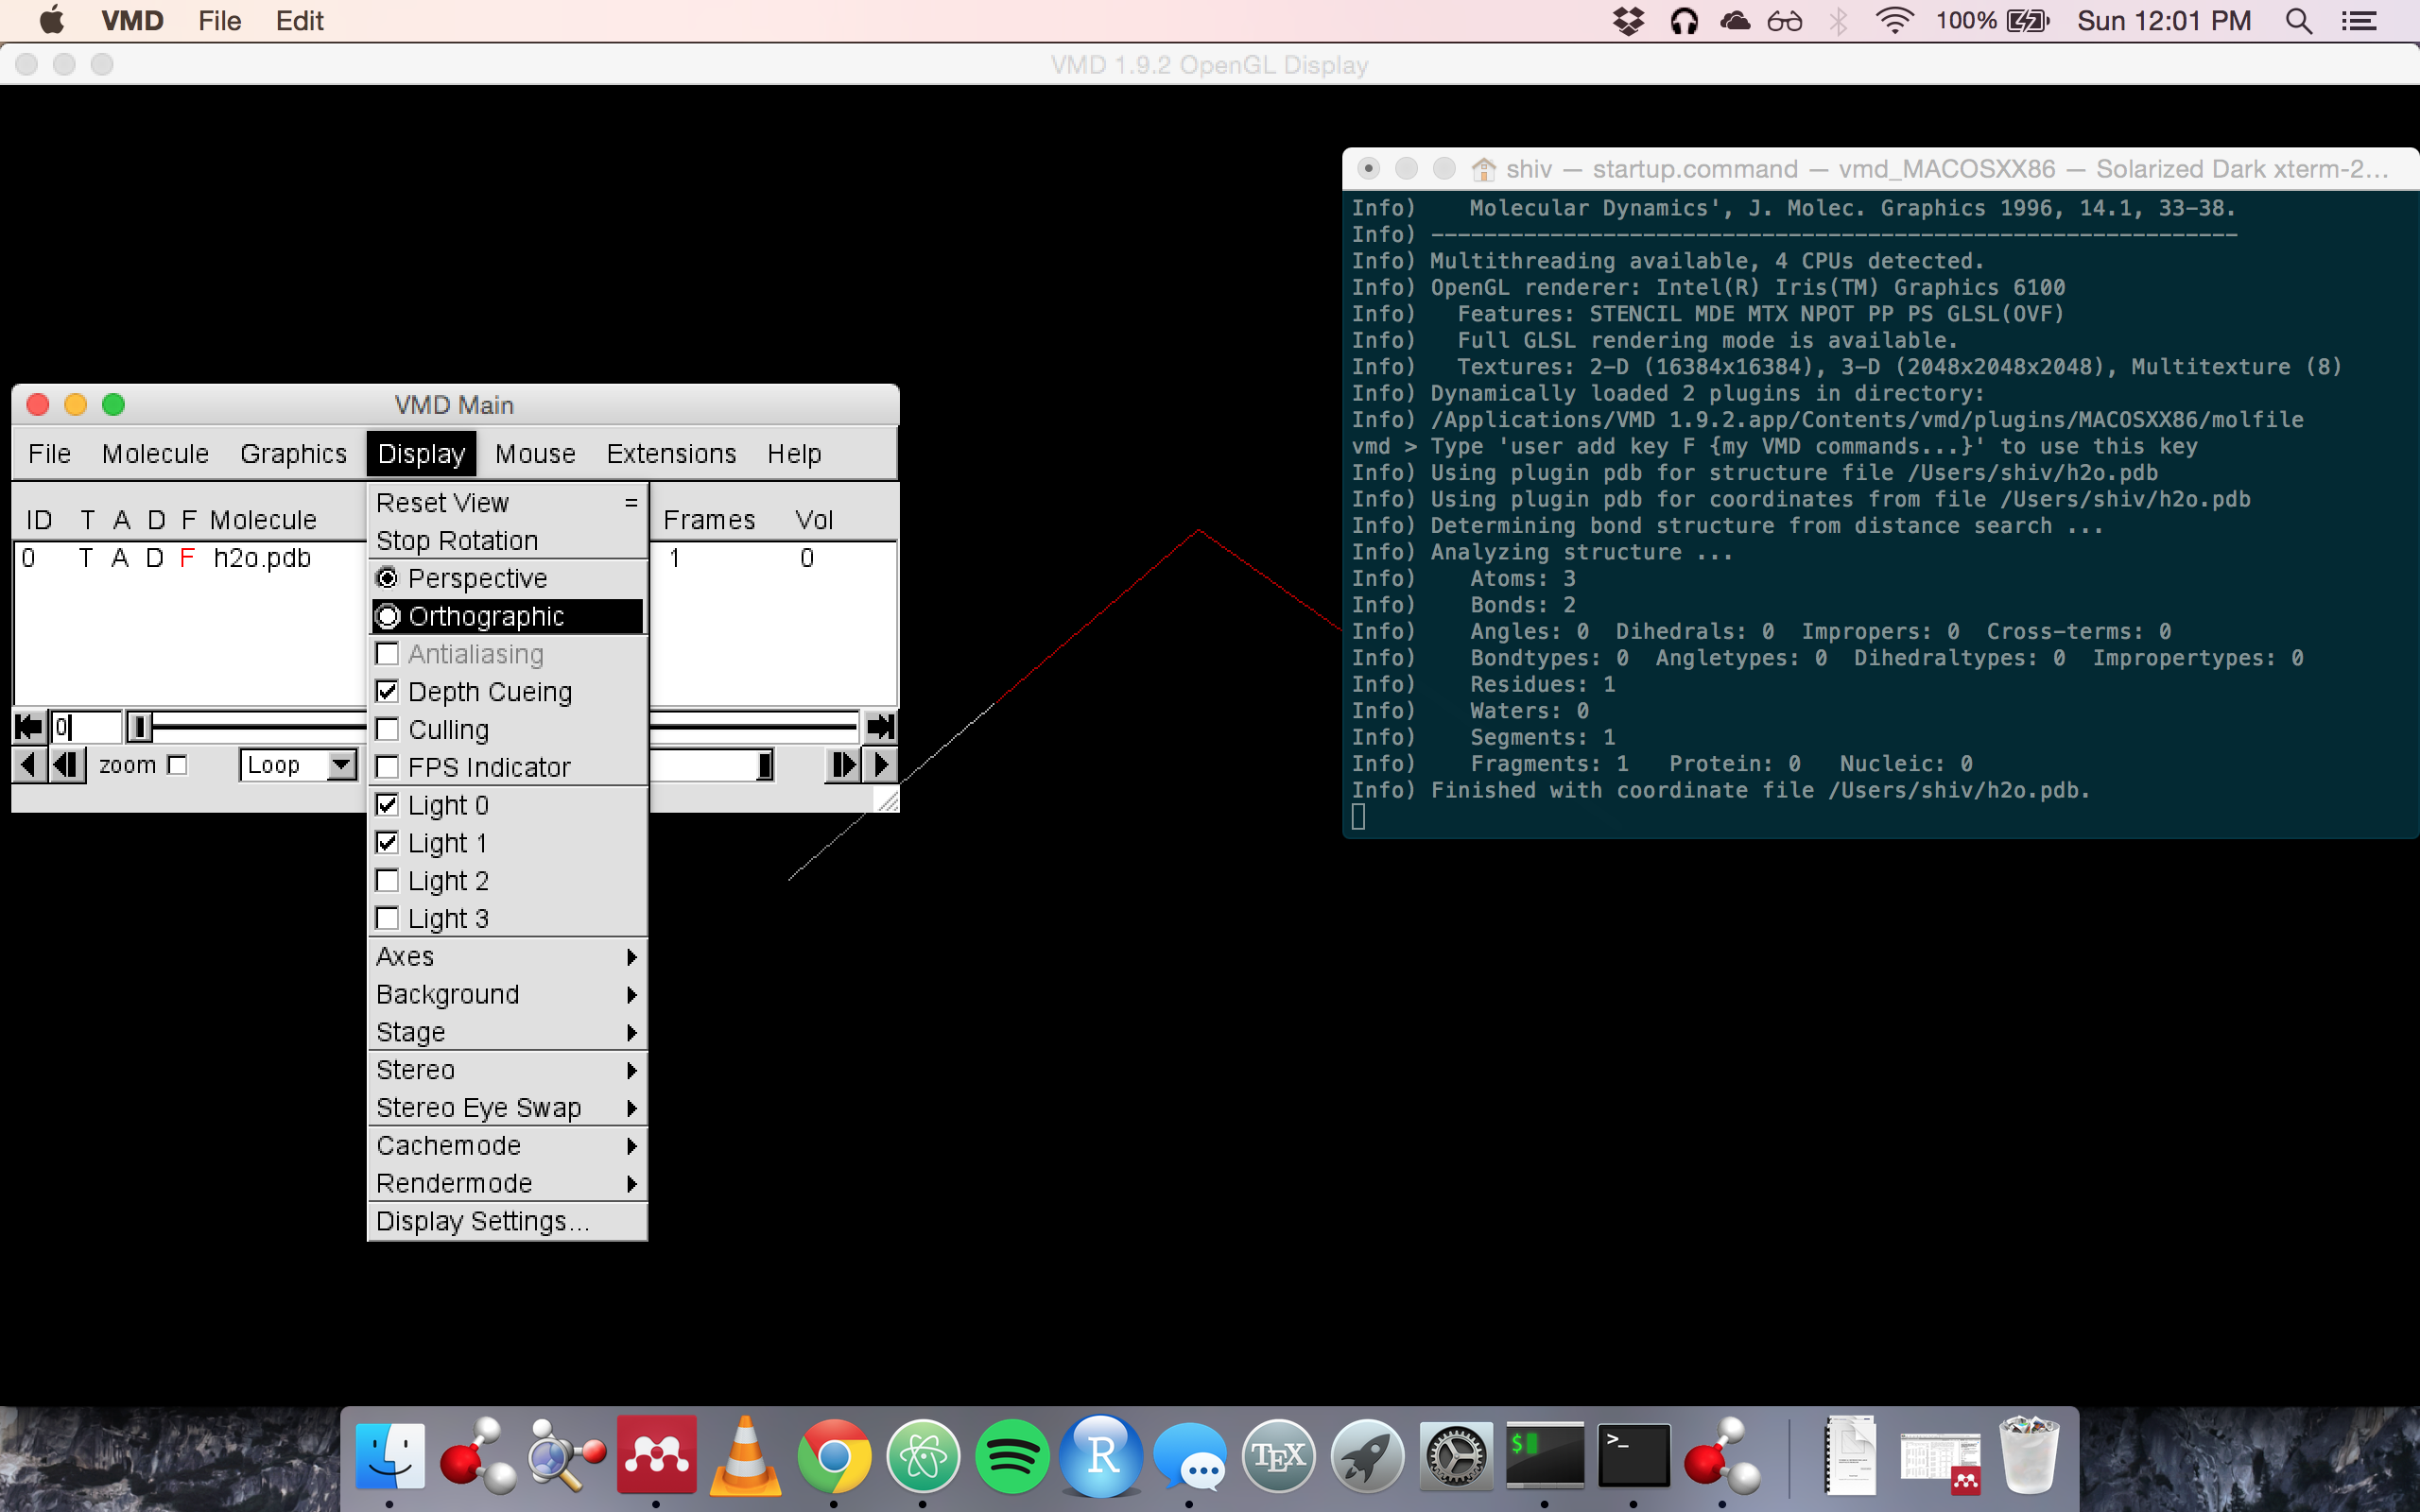 VMD File Edit 100% Sun 12:01 PM
VMD 1.9.2 OpenGL Display
VMD Main
File Molecule Graphics Display Mouse Extensions Help
ID T A D F Molecule Frames Vol
0 T A D F h2o.pdb 1 0
0
zoom Loop
Reset View =
Stop Rotation
Perspective
Orthographic
Antialiasing
Depth Cueing
Culling
FPS Indicator
Light 0
Light 1
Light 2
Light 3
Axes
Background
Stage
Stereo
Stereo Eye Swap
Cachemode
Rendermode
Display Settings...
shiv — startup.command — vmd_MACOSXX86 — Solarized Dark xterm-2...
Info) Molecular Dynamics', J. Molec. Graphics 1996, 14.1, 33-38.
Info) -------------------------------------------------------------
Info) Multithreading available, 4 CPUs detected.
Info) OpenGL renderer: Intel(R) Iris(TM) Graphics 6100
Info) Features: STENCIL MDE MTX NPOT PP PS GLSL(OVF)
Info) Full GLSL rendering mode is available.
Info) Textures: 2-D (16384x16384), 3-D (2048x2048x2048), Multitexture (8)
Info) Dynamically loaded 2 plugins in directory:
Info) /Applications/VMD 1.9.2.app/Contents/vmd/plugins/MACOSXX86/molfile
vmd > Type 'user add key F {my VMD commands...}' to use this key
Info) Using plugin pdb for structure file /Users/shiv/h2o.pdb
Info) Using plugin pdb for coordinates from file /Users/shiv/h2o.pdb
Info) Determining bond structure from distance search ...
Info) Analyzing structure ...
Info) Atoms: 3
Info) Bonds: 2
Info) Angles: 0 Dihedrals: 0 Impropers: 0 Cross-terms: 0
Info) Bondtypes: 0 Angletypes: 0 Dihedraltypes: 0 Impropertypes: 0
Info) Residues: 1
Info) Waters: 0
Info) Segments: 1
Info) Fragments: 1 Protein: 0 Nucleic: 0
Info) Finished with coordinate file /Users/shiv/h2o.pdb.
R
TEX
$
>_